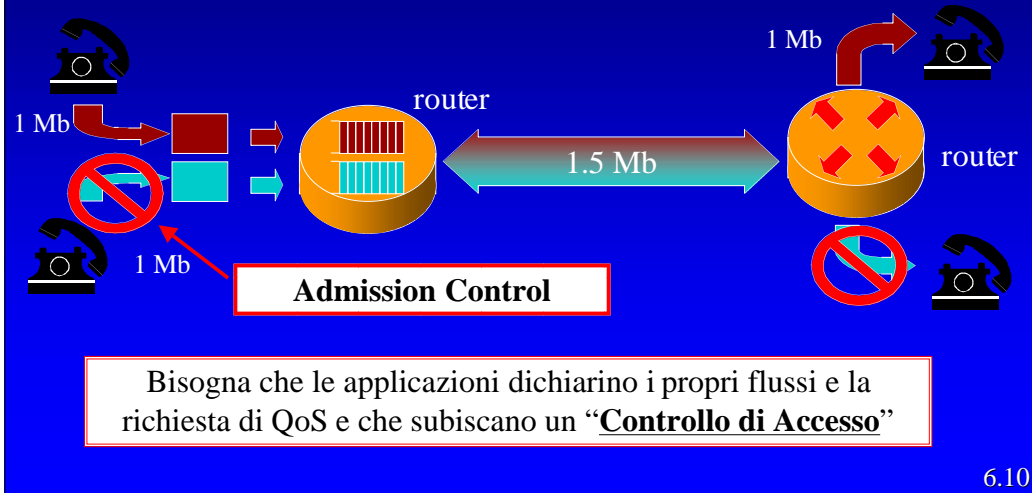 1 Mb
router
1 Mb
1.5 Mb
router
1 Mb
Admission Control
Bisogna che le applicazioni dichiarino i propri flussi e la
richiesta di QoS e che subiscano un “Controllo di Accesso”
6.10